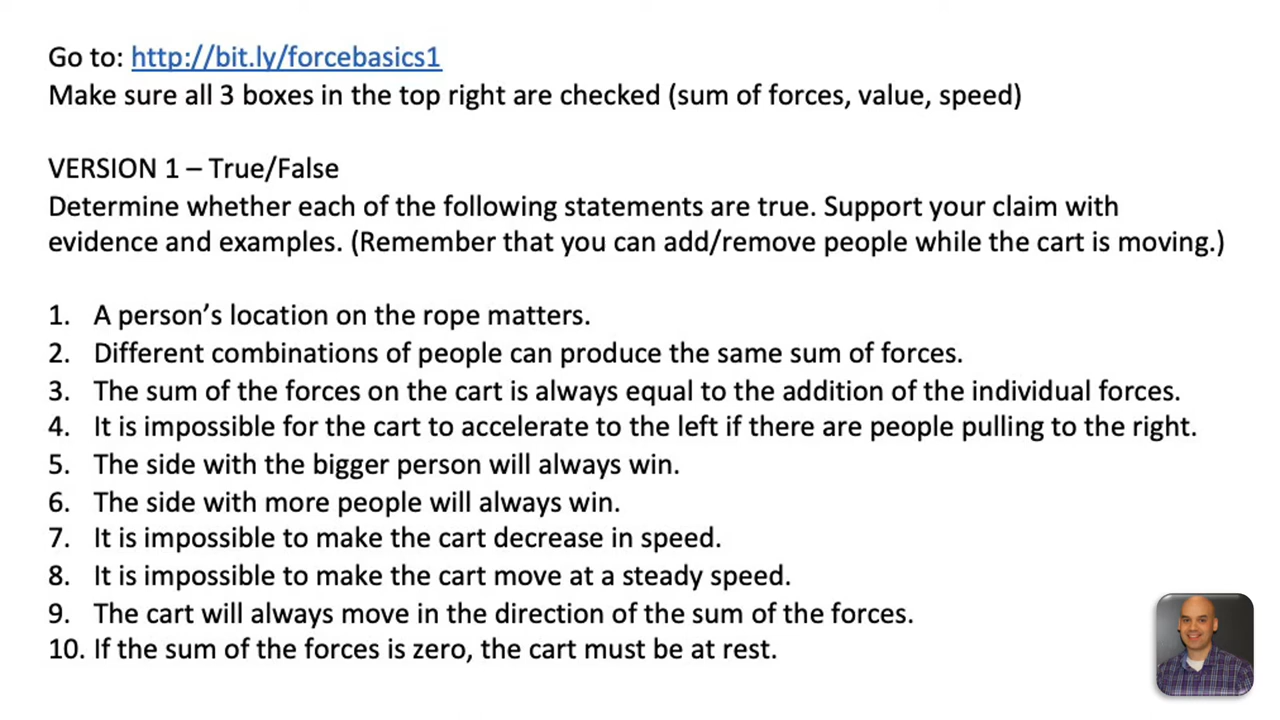 Go to: http://bit.ly/forcebasics1
Make sure all 3 boxes in the top right are checked (sum of forces, value, speed)
VERSION 1 – True/False
Determine whether each of the following statements are true. Support your claim with
evidence and examples. (Remember that you can add/remove people while the cart is moving.)
1. A person’s location on the rope matters.
2. Different combinations of people can produce the same sum of forces.
3. The sum of the forces on the cart is always equal to the addition of the individual forces.
4. It is impossible for the cart to accelerate to the left if there are people pulling to the right.
5. The side with the bigger person will always win.
6. The side with more people will always win.
7. It is impossible to make the cart decrease in speed.
8. It is impossible to make the cart move at a steady speed.
9. The cart will always move in the direction of the sum of the forces.
10. If the sum of the forces is zero, the cart must be at rest.